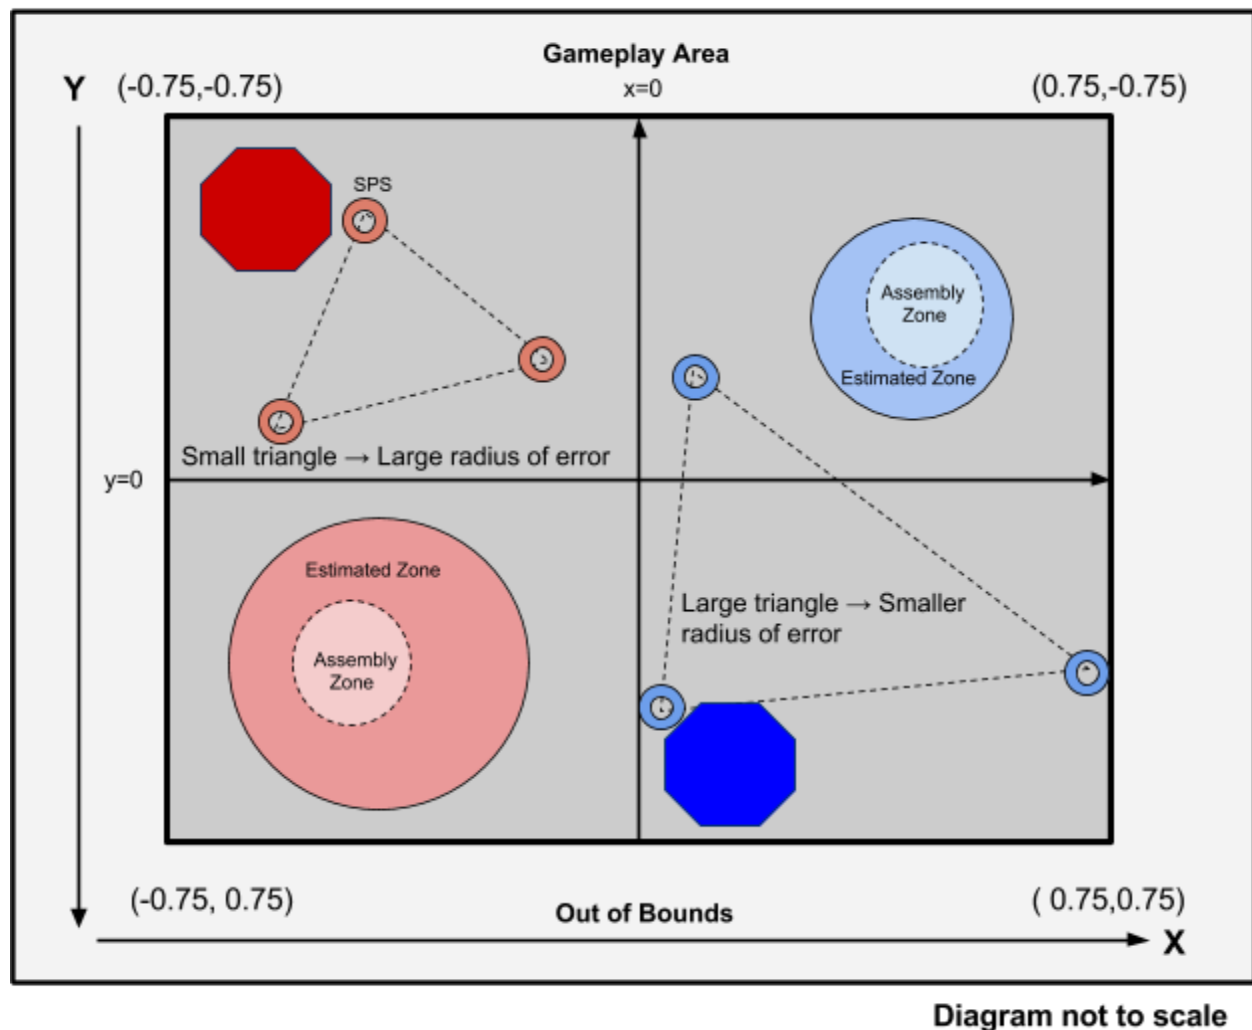 Gameplay Area
Y
(-0.75,-0.75)
x=0
(0.75,-0.75)
SPS
Assembly
Zone
Estimated Zone
Small triangle → Large radius of error
y=0
Estimated Zone
Assembly
Zone
Large triangle → Smaller
radius of error
(-0.75, 0.75)
Out of Bounds
( 0.75,0.75)
X
Diagram not to scale